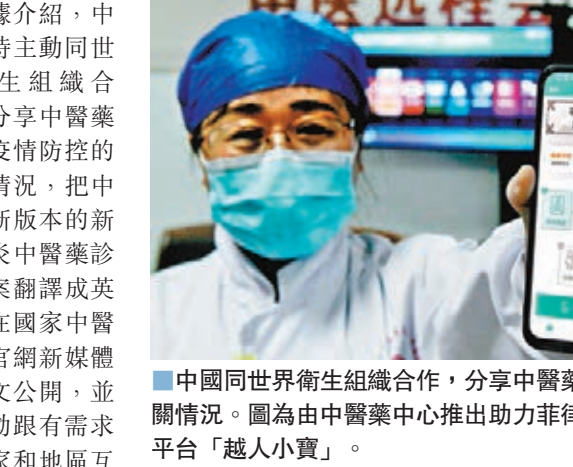 據介紹，中
持主動同世
生組織合
分享中醫藥
疫情防控的
情況，把中
新版本的新
炎中醫藥診
案翻譯成英
在國家中醫
官網新媒體
文公開，並
動跟有需求
家和地區互
■中國同世界衛生組織合作，分享中醫藥
關情況。圖為由中醫藥中心推出助力菲律
平台「越人小寶」。